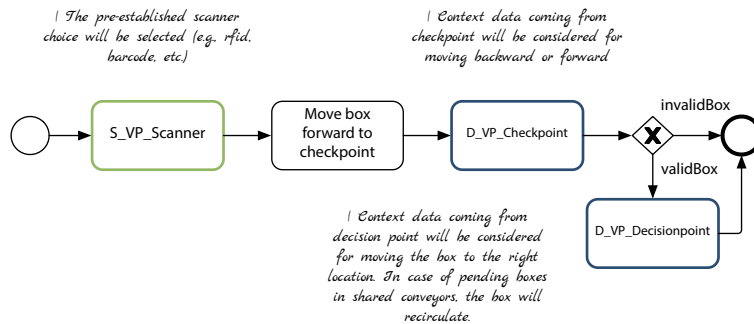 | The pre-established scanner
choice will be selected (e.g., rfid,
barcode, etc.)
| Context data coming from
checkpoint will be considered for
moving backward or forward
S_VP_Scanner
Move box
forward to
checkpoint
D_VP_Checkpoint
X
invalidBox
validBox
D_VP_Decisionpoint
| Context data coming from
decision point will be considered
for moving the box to the right
location. In case of pending boxes
in shared conveyors, the box will
recirculate.